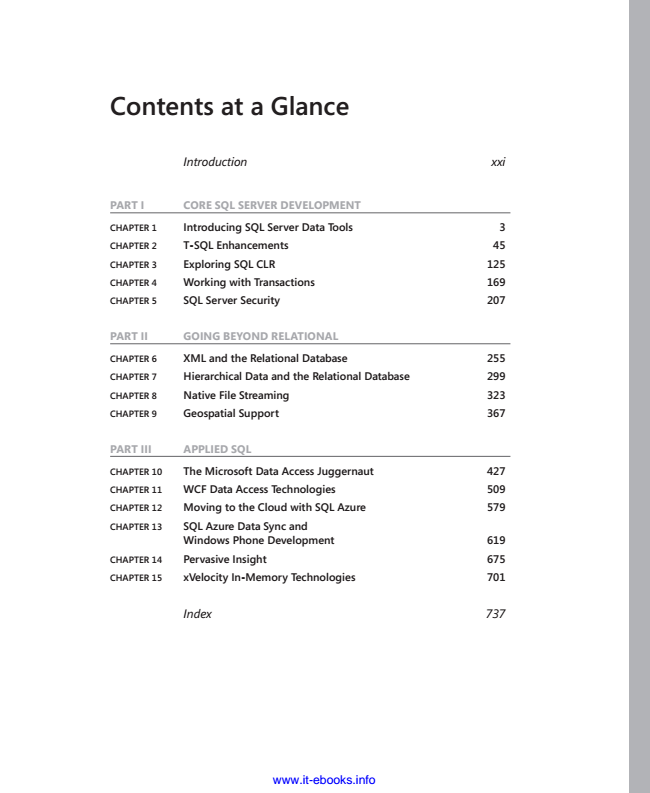 Contents at a Glance
Introduction xxi
PART I CORE SQL SERVER DEVELOPMENT
CHAPTER 1 Introducing SQL Server Data Tools 3
CHAPTER 2 T-SQL Enhancements 45
CHAPTER 3 Exploring SQL CLR 125
CHAPTER 4 Working with Transactions 169
CHAPTER 5 SQL Server Security 207
PART II GOING BEYOND RELATIONAL
CHAPTER 6 XML and the Relational Database 255
CHAPTER 7 Hierarchical Data and the Relational Database 299
CHAPTER 8 Native File Streaming 323
CHAPTER 9 Geospatial Support 367
PART III APPLIED SQL
CHAPTER 10 The Microsoft Data Access Juggernaut 427
CHAPTER 11 WCF Data Access Technologies 509
CHAPTER 12 Moving to the Cloud with SQL Azure 579
CHAPTER 13 SQL Azure Data Sync and
Windows Phone Development 619
CHAPTER 14 Pervasive Insight 675
CHAPTER 15 xVelocity In-Memory Technologies 701
Index 737
www.it-ebooks.info